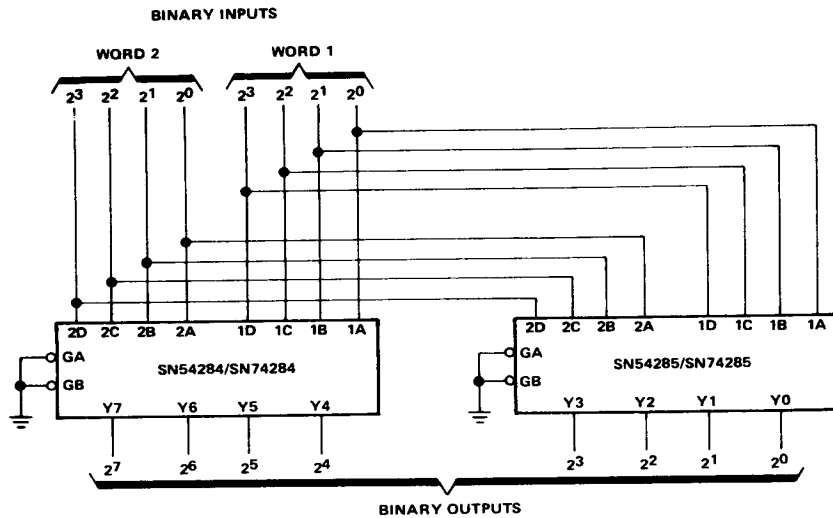 BINARY INPUTS
WORD 2 WORD 1
2³ 2² 2¹ 2⁰ 2³ 2² 2¹ 2⁰
2D 2C 2B 2A 1D 1C 1B 1A
GA
SN54284/SN74284
GB
Y7 Y6 Y5 Y4
2D 2C 2B 2A 1D 1C 1B 1A
GA
SN54285/SN74285
GB
Y3 Y2 Y1 Y0
2⁷ 2⁶ 2⁵ 2⁴ 2³ 2² 2¹ 2⁰
BINARY OUTPUTS